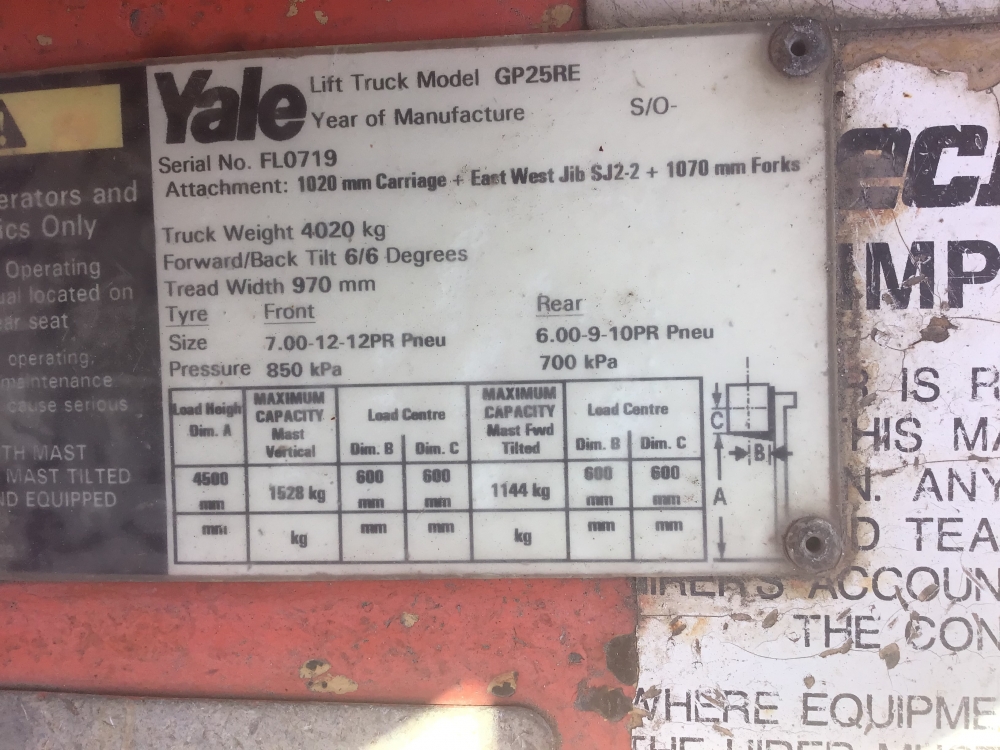 Yale
Lift Truck Model GP25RE
Year of Manufacture S/O-
Serial No. FL0719
Attachment: 1020 mm Carriage + East West Jib SJ2-2 + 1070 mm Forks
Truck Weight 4020 kg
Forward/Back Tilt 6/6 Degrees
Tread Width 970 mm
Tyre Front Rear
Size 7.00-12-12PR Pneu 6.00-9-10PR Pneu
Pressure 850 kPa 700 kPa
Load Heigh Dim. A
MAXIMUM CAPACITY Mast Vertical
Load Centre
Dim. B Dim. C
MAXIMUM CAPACITY Mast Fwd Tilted
Load Centre
Dim. B Dim. C
4500 mm 1528 kg 600 mm 600 mm 1144 kg 600 mm 600 mm
mm kg mm mm kg mm mm
C
B
A
erators and
ics Only
Operating
ual located on
ear seat
operating,
maintenance
cause serious
TH MAST
MAST TILTED
ND EQUIPPED
ECA
IMP
R IS R
HIS MA
N. ANY
D TEA
HIRER'S ACCOUN
THE CON
WHERE EQUIPME